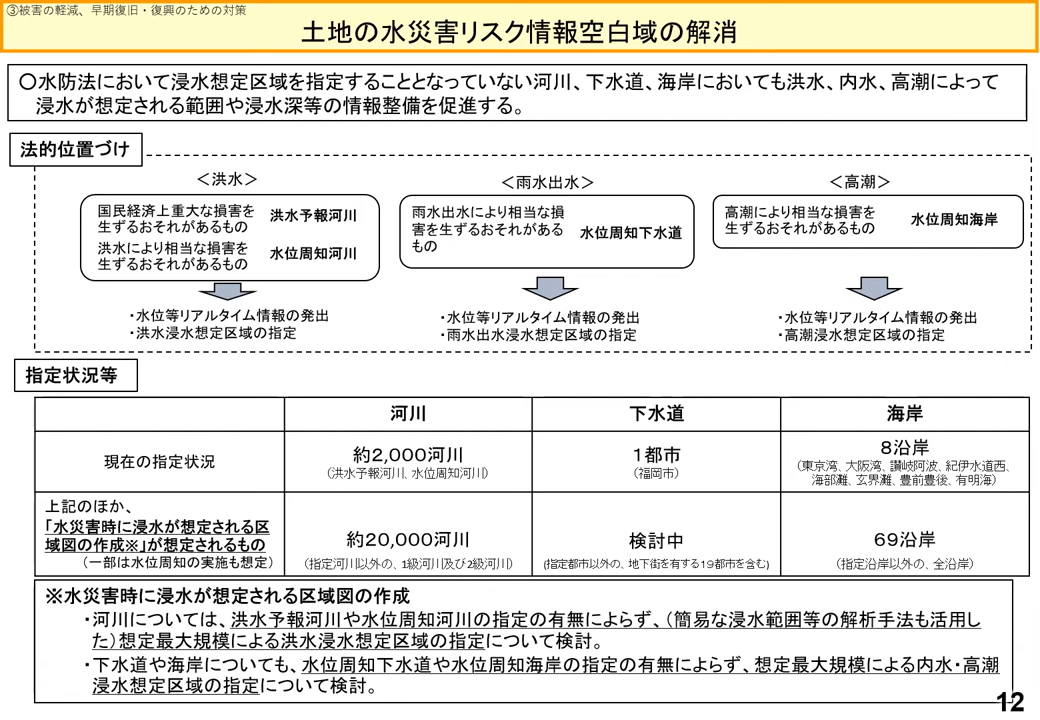 ③被害の軽減、早期復旧・復興のための対策
土地の水災害リスク情報空白域の解消
〇水防法において浸水想定区域を指定することとなっていない河川、下水道、海岸においても洪水、内水、高潮によって
浸水が想定される範囲や浸水深等の情報整備を促進する。
法的位置づけ
＜洪水＞
国民経済上重大な損害を
生ずるおそれがあるもの
洪水予報河川
洪水により相当な損害を
生ずるおそれがあるもの
水位周知河川
・水位等リアルタイム情報の発出
・洪水浸水想定区域の指定
＜雨水出水＞
雨水出水により相当な損
害を生ずるおそれがある
もの
水位周知下水道
・水位等リアルタイム情報の発出
・雨水出水浸水想定区域の指定
＜高潮＞
高潮により相当な損害を
生ずるおそれがあるもの
水位周知海岸
・水位等リアルタイム情報の発出
・高潮浸水想定区域の指定
指定状況等
河川
下水道
海岸
現在の指定状況
約2,000河川
（洪水予報河川、水位周知河川）
1都市
（福岡市）
8沿岸
（東京湾、大阪湾、讃岐阿波、紀伊水道西、
海部灘、玄界灘、豊前豊後、有明海）
上記のほか、
「水災害時に浸水が想定される区
域図の作成※」が想定されるもの
（一部は水位周知の実施も想定）
約20,000河川
（指定河川以外の、1級河川及び2級河川）
検討中
（指定都市以外の、地下街を有する19都市を含む）
69沿岸
（指定沿岸以外の、全沿岸）
※水災害時に浸水が想定される区域図の作成
・河川については、洪水予報河川や水位周知河川の指定の有無によらず、（簡易な浸水範囲等の解析手法も活用し
た）想定最大規模による洪水浸水想定区域の指定について検討。
・下水道や海岸についても、水位周知下水道や水位周知海岸の指定の有無によらず、想定最大規模による内水・高潮
浸水想定区域の指定について検討。
12